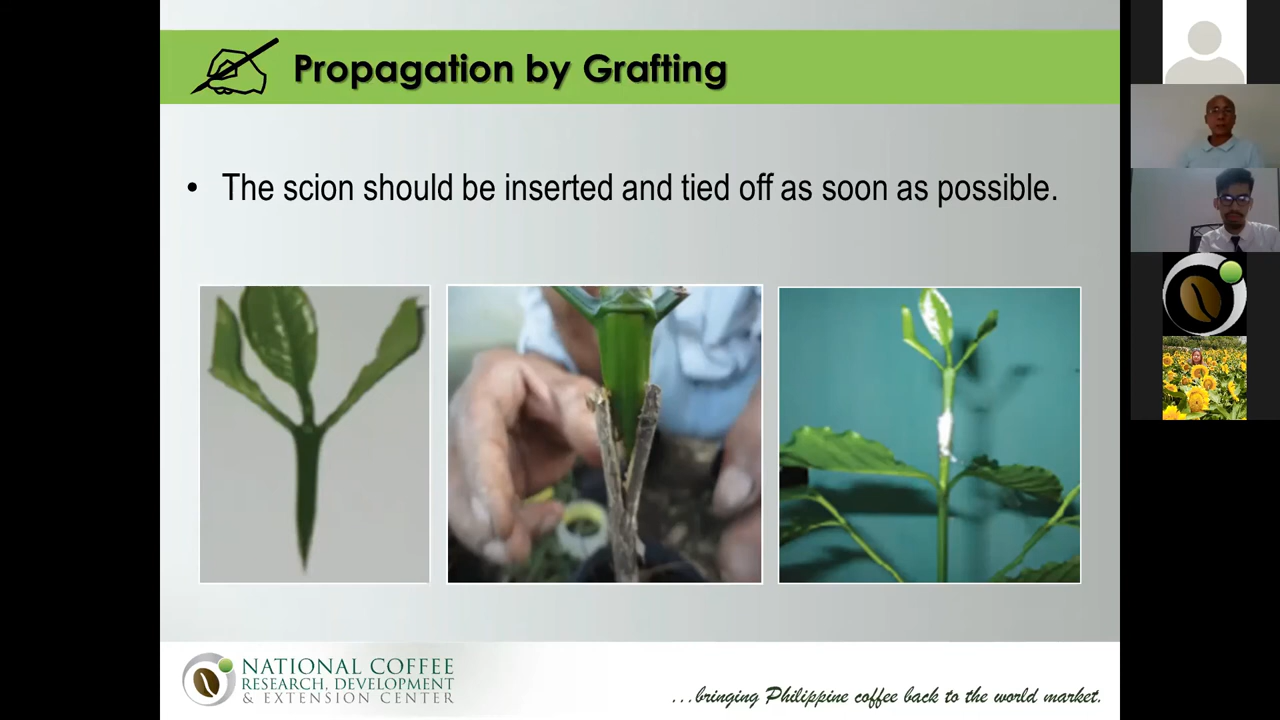 Propagation by Grafting
• The scion should be inserted and tied off as soon as possible.
NATIONAL COFFEE
RESEARCH, DEVELOPMENT
& EXTENSION CENTER
...bringing Philippine coffee back to the world market.